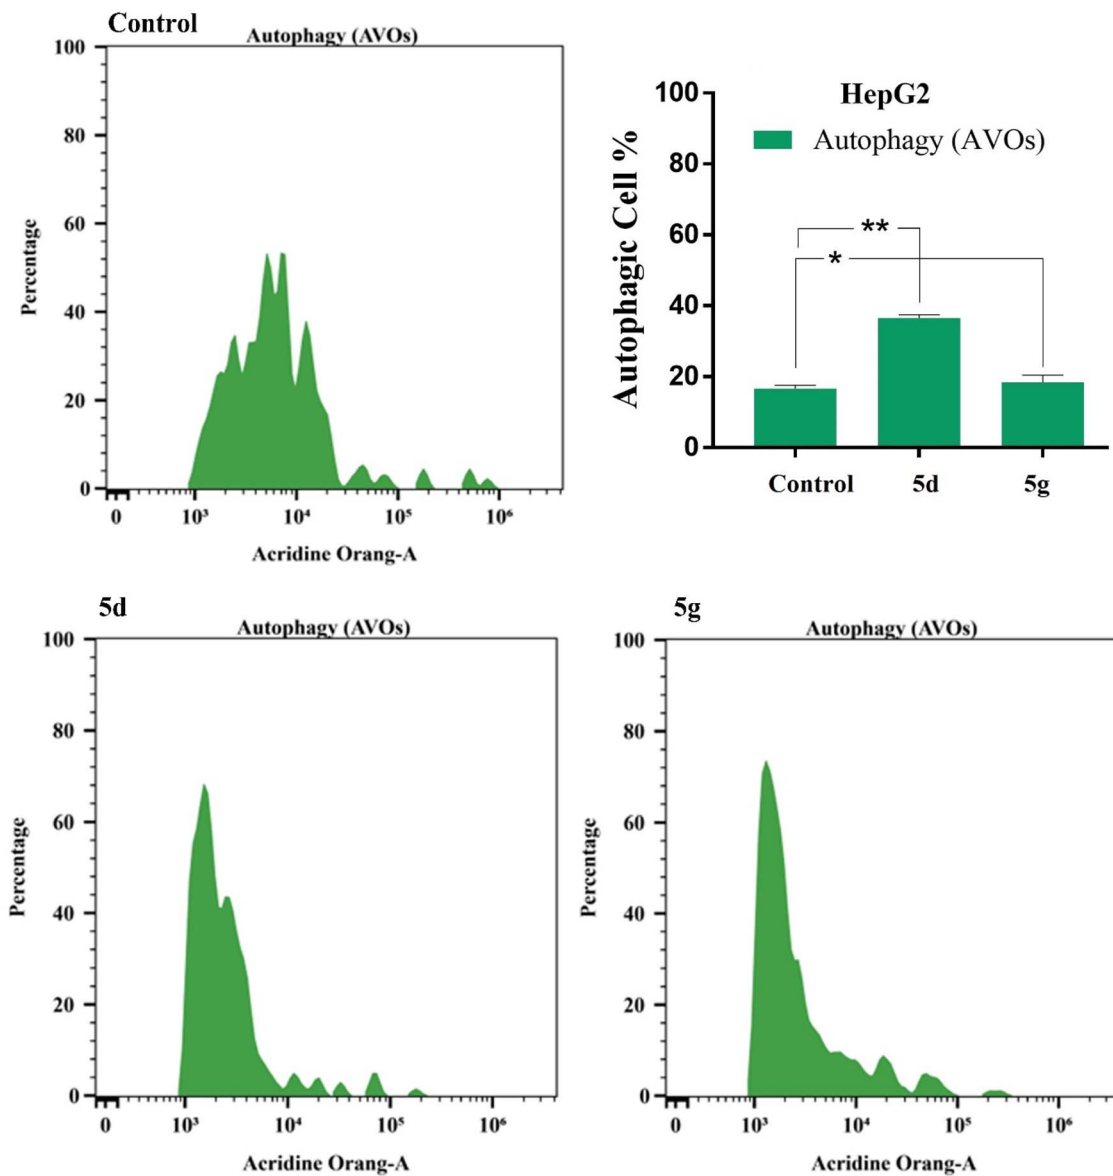 Control
Autophagy (AVOs)
100
80
60
40
20
0
Percentage
0 10³ 10⁴ 10⁵ 10⁶
Acridine Orang-A
HepG2
Autophagy (AVOs)
Autophagic Cell %
100
80
60
40
20
0
**
*
Control 5d 5g
5d
Autophagy (AVOs)
100
80
60
40
20
0
Percentage
0 10³ 10⁴ 10⁵ 10⁶
Acridine Orang-A
5g
Autophagy (AVOs)
100
80
60
40
20
0
Percentage
0 10³ 10⁴ 10⁵ 10⁶
Acridine Orang-A